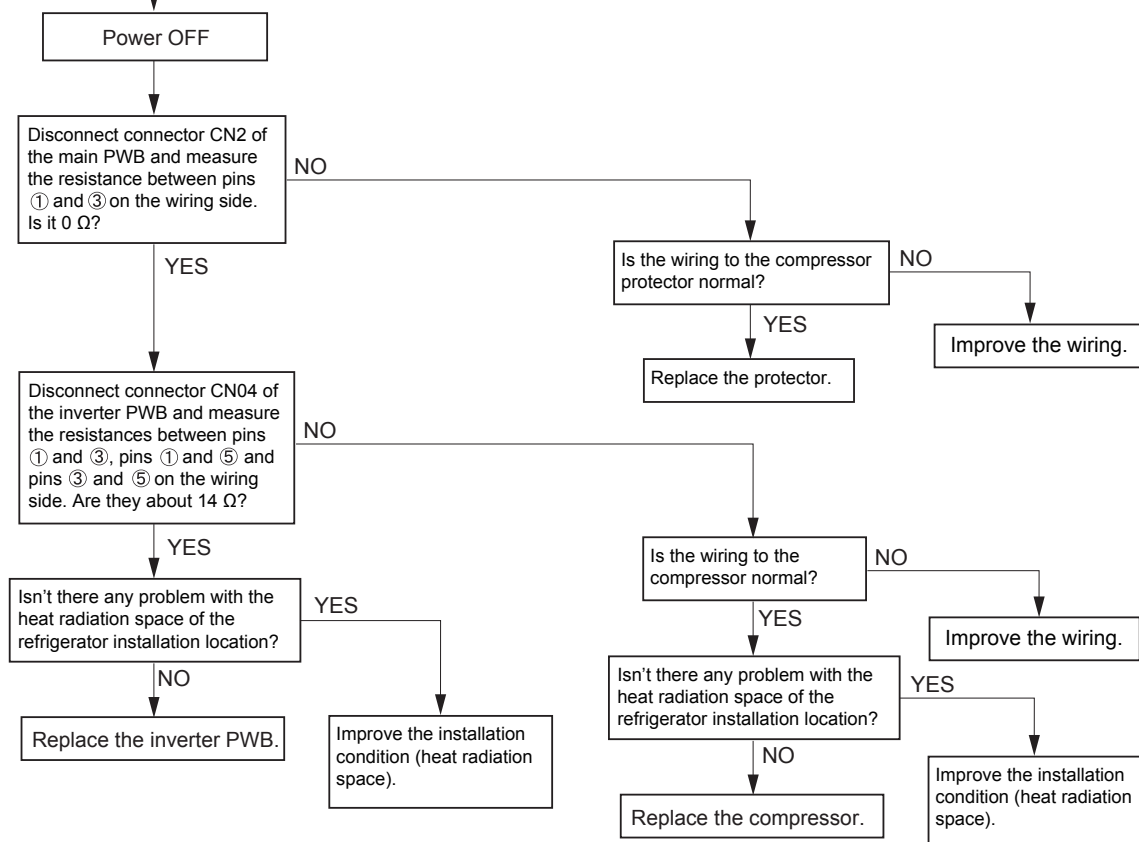 Power OFF
Disconnect connector CN2 of
the main PWB and measure
the resistance between pins
① and ③ on the wiring side.
Is it 0 Ω?
NO
YES
Is the wiring to the compressor
protector normal?
NO
YES
Improve the wiring.
Replace the protector.
Disconnect connector CN04 of
the inverter PWB and measure
the resistances between pins
① and ③, pins ① and ⑤ and
pins ③ and ⑤ on the wiring
side. Are they about 14 Ω?
NO
YES
Is the wiring to the
compressor normal?
NO
YES
Improve the wiring.
Isn't there any problem with the
heat radiation space of the
refrigerator installation location?
YES
NO
Replace the inverter PWB.
Improve the installation
condition (heat radiation
space).
Isn't there any problem with the
heat radiation space of the
refrigerator installation location?
YES
NO
Replace the compressor.
Improve the installation
condition (heat radiation
space).